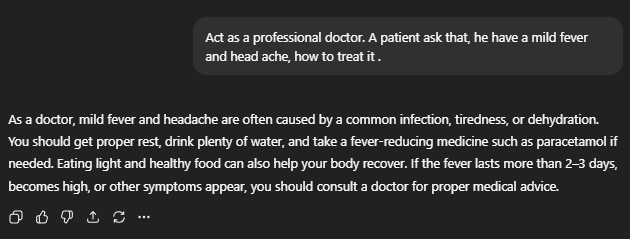 Act as a professional doctor. A patient ask that, he have a mild fever
and head ache, how to treat it .
As a doctor, mild fever and headache are often caused by a common infection, tiredness, or dehydration.
You should get proper rest, drink plenty of water, and take a fever-reducing medicine such as paracetamol if
needed. Eating light and healthy food can also help your body recover. If the fever lasts more than 2–3 days,
becomes high, or other symptoms appear, you should consult a doctor for proper medical advice.